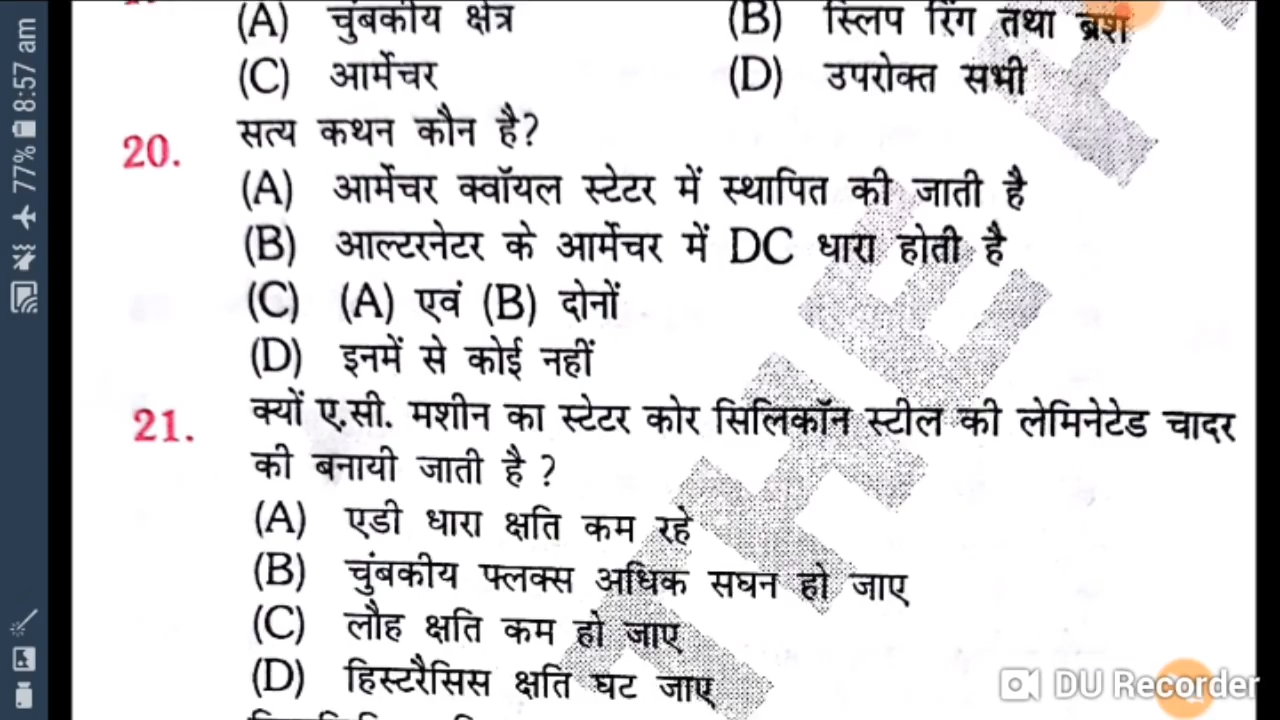 (A) चुंबकीय क्षेत्र (B) स्लिप रिंग तथा ब्रश
(C) आर्मेचर (D) उपरोक्त सभी
20. सत्य कथन कौन है?
(A) आर्मेचर क्वॉयल स्टेटर में स्थापित की जाती है
(B) आल्टरनेटर के आर्मेचर में DC धारा होती है
(C) (A) एवं (B) दोनों
(D) इनमें से कोई नहीं
21. क्यों ए.सी. मशीन का स्टेटर कोर सिलिकॉन स्टील की लेमिनेटेड चादर
की बनायी जाती है ?
(A) एडी धारा क्षति कम रहे
(B) चुंबकीय फ्लक्स अधिक सघन हो जाए
(C) लौह क्षति कम हो जाए
(D) हिस्टरैसिस क्षति घट जाए
77% 8:57 am
DU Recorder